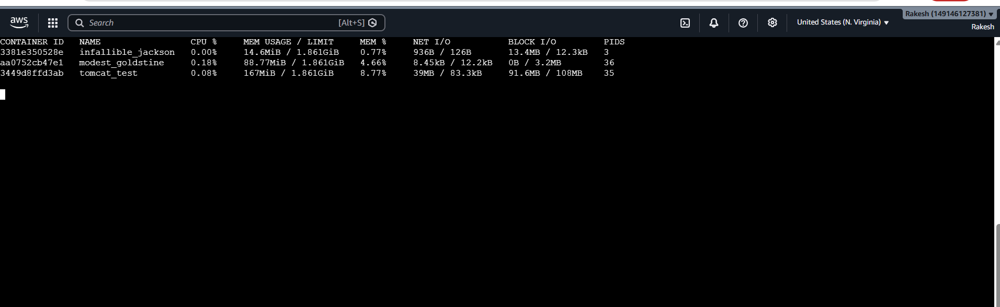 aws
Search [Alt+S]
United States (N. Virginia)
Rakesh (149146127381)
Rakesh
CONTAINER ID NAME CPU % MEM USAGE / LIMIT MEM % NET I/O BLOCK I/O PIDS
3381e350528e infallible_jackson 0.00% 14.6MiB / 1.861GiB 0.77% 936B / 126B 13.4MB / 12.3kB 3
aa0752cb47e1 modest_goldstine 0.18% 88.77MiB / 1.861GiB 4.66% 8.45kB / 12.2kB 0B / 3.2MB 36
3449d8ffd3ab tomcat_test 0.08% 167MiB / 1.861GiB 8.77% 39MB / 83.3kB 91.6MB / 108MB 35